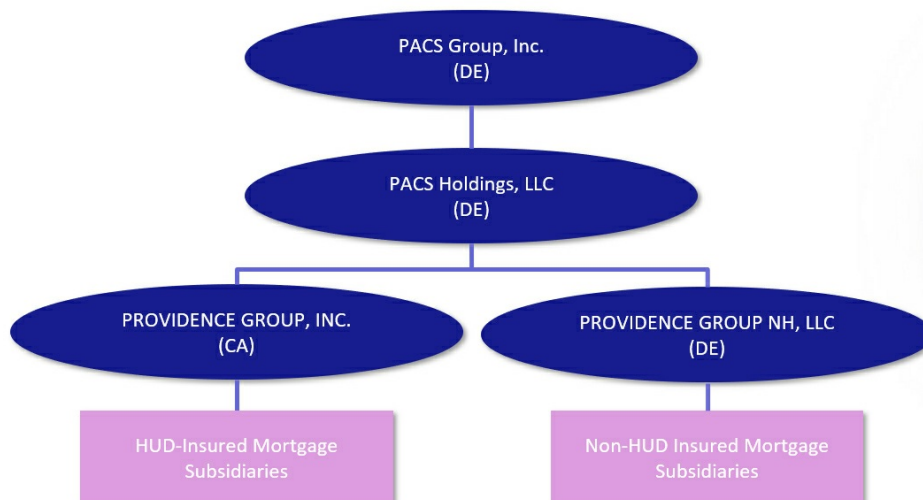 PACS Group, Inc.
(DE)
PACS Holdings, LLC
(DE)
PROVIDENCE GROUP, INC.
(CA)
PROVIDENCE GROUP NH, LLC
(DE)
HUD-Insured Mortgage
Subsidiaries
Non-HUD Insured Mortgage
Subsidiaries